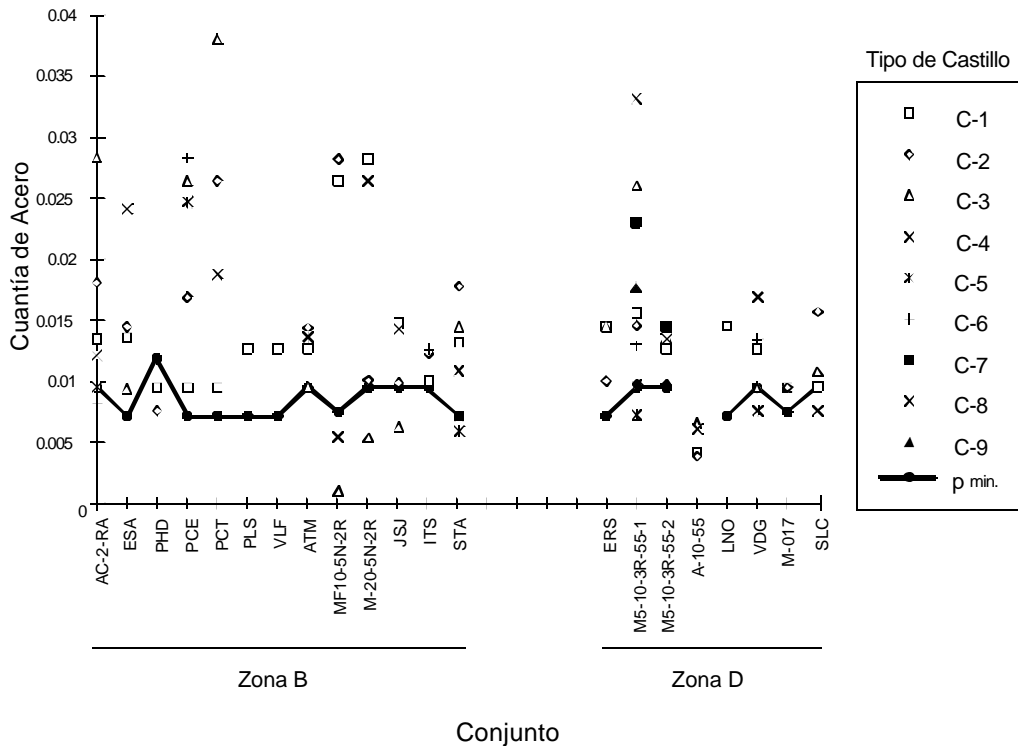 0.04
0.035
0.03
0.025
0.02
0.015
0.01
0.005
0
Cuantía de Acero
AC-2-RA
ESA
PHD
PCE
PCT
PLS
VLF
ATM
MF10-5N-2R
M-20-5N-2R
JSJ
ITS
STA
ERS
M5-10-3R-55-1
M5-10-3R-55-2
A-10-55
LNO
VDG
M-017
SLC
Zona B
Zona D
Conjunto
Tipo de Castillo
C-1
C-2
C-3
C-4
C-5
C-6
C-7
C-8
C-9
p min.